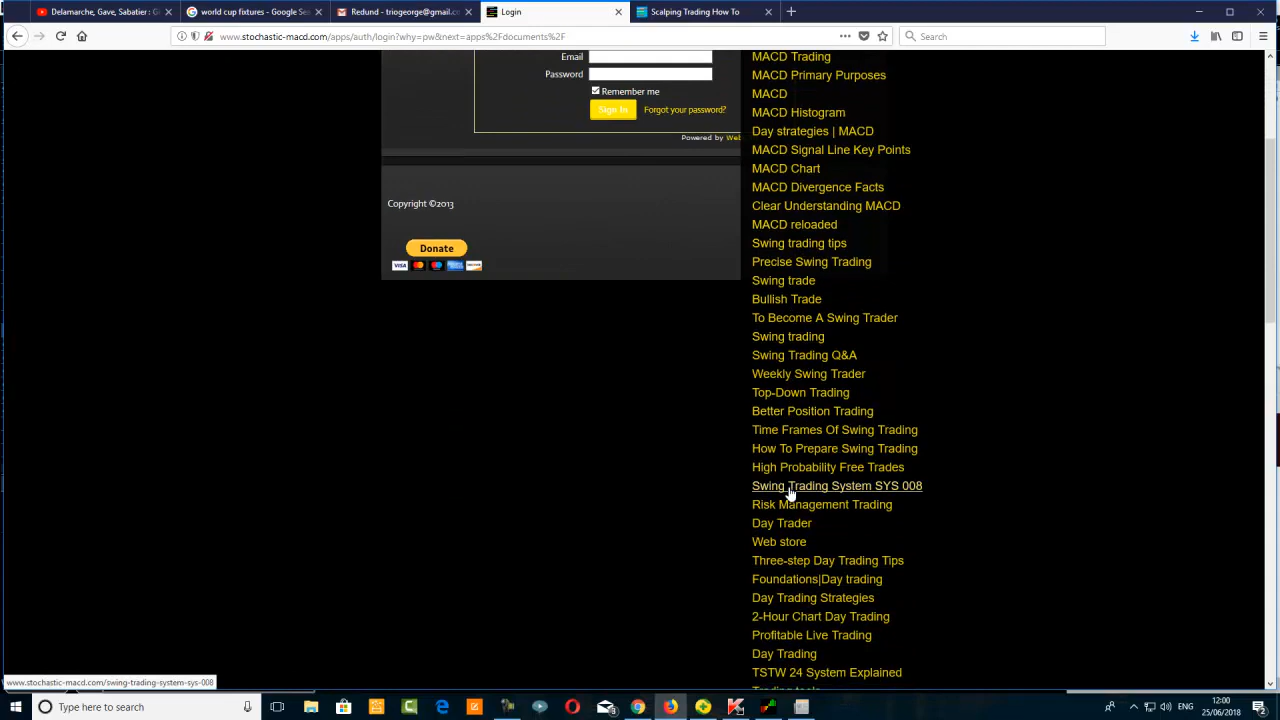 Delamarche, Gave, Sabatier : G
world cup fixtures - Google Sea
Redund - triogeorge@gmail.co
Login
Scalping Trading How To
www.stochastic-macd.com/apps/auth/login?why=pw&next=apps%2Fdocuments%2F
Search
Email
Password
Remember me
Sign In
Forgot your password?
Powered by Web
Copyright ©2013
Donate
VISA
MACD Trading
MACD Primary Purposes
MACD
MACD Histogram
Day strategies | MACD
MACD Signal Line Key Points
MACD Chart
MACD Divergence Facts
Clear Understanding MACD
MACD reloaded
Swing trading tips
Precise Swing Trading
Swing trade
Bullish Trade
To Become A Swing Trader
Swing trading
Swing Trading Q&A
Weekly Swing Trader
Top-Down Trading
Better Position Trading
Time Frames Of Swing Trading
How To Prepare Swing Trading
High Probability Free Trades
Swing Trading System SYS 008
Risk Management Trading
Day Trader
Web store
Three-step Day Trading Tips
Foundations|Day trading
Day Trading Strategies
2-Hour Chart Day Trading
Profitable Live Trading
Day Trading
TSTW 24 System Explained
Trading tools
www.stochastic-macd.com/swing-trading-system-sys-008
Type here to search
12:00
25/06/2018